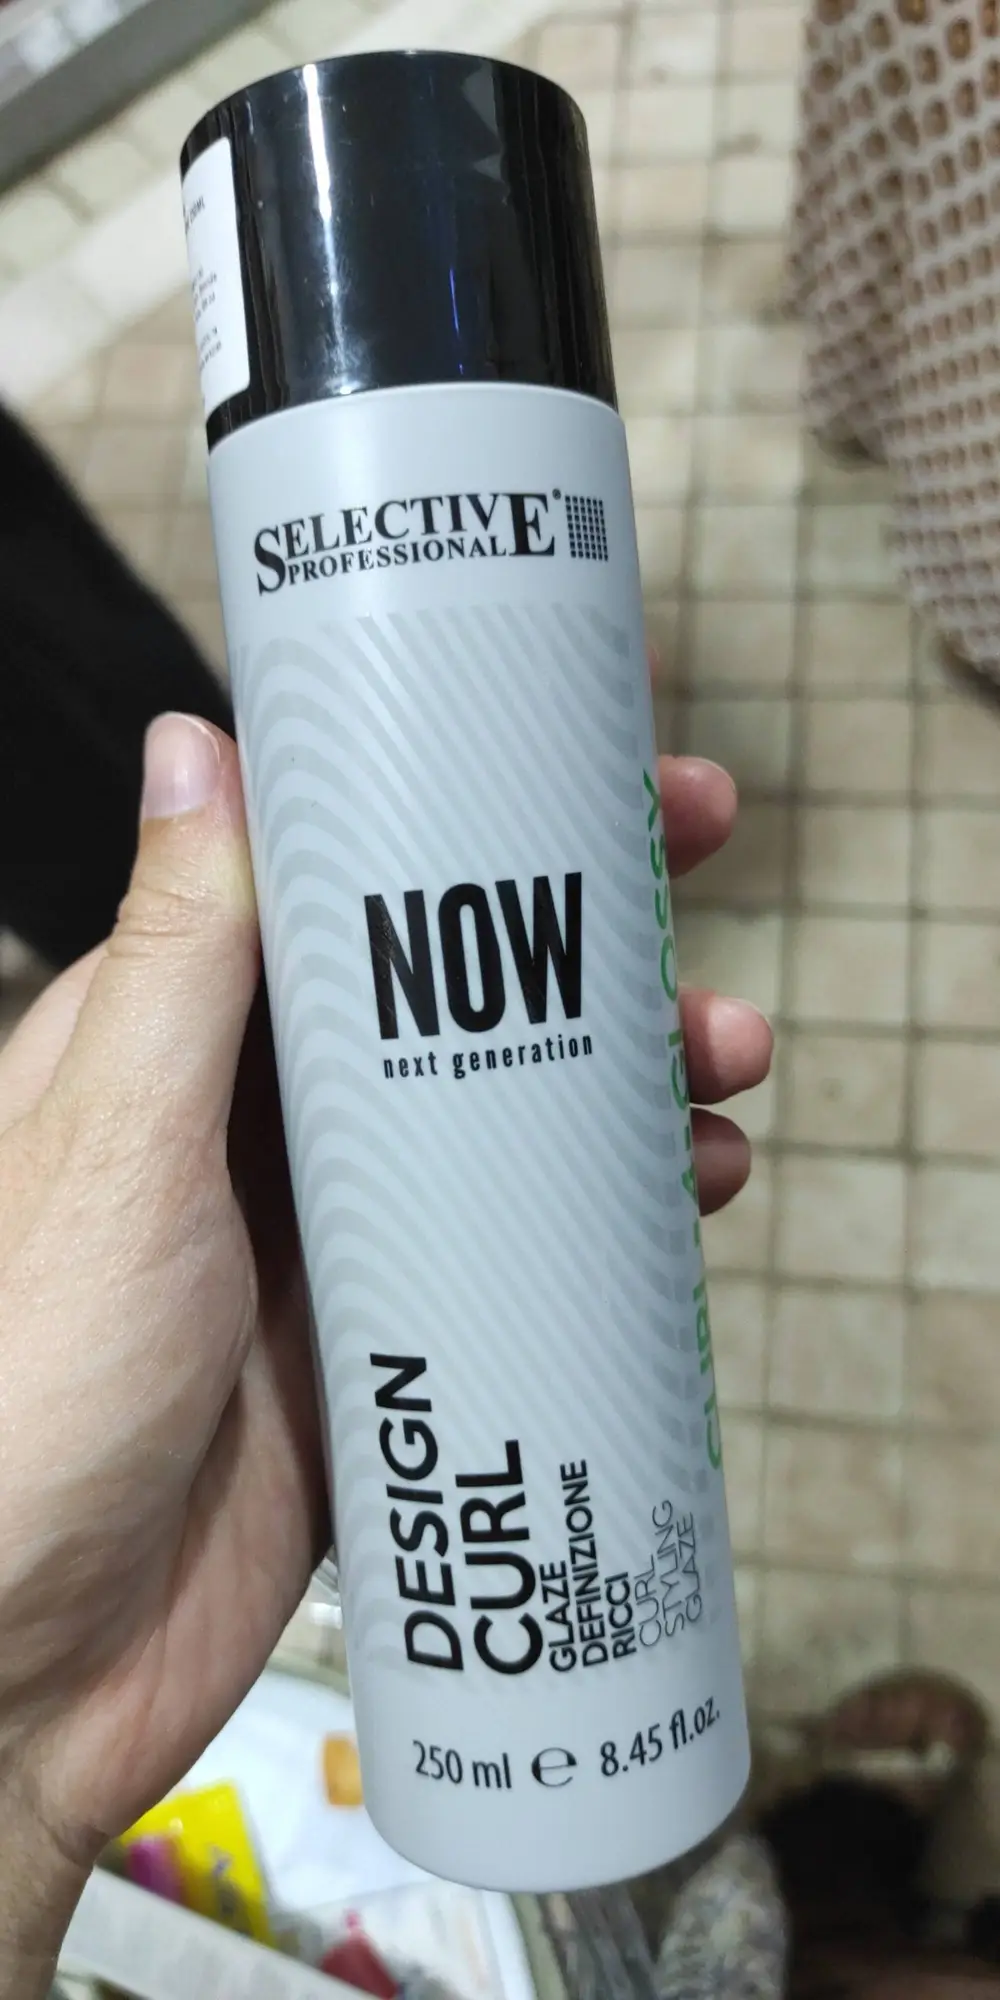 SELECTIVE®
PROFESSIONAL
NOW
next generation
DESIGN
CURL
GLAZE
DEFINIZIONE
RICCI
CURL
STYLING
GLAZE
CURL - 4 - GLOSSY
250 ml e 8.45 fl.oz.